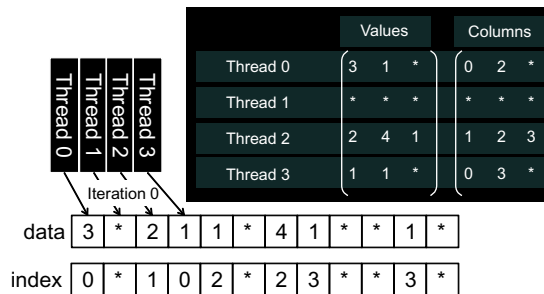 Values Columns
Thread 0 3 1 * 0 2 *
Thread 1 * * * * * *
Thread 2 2 4 1 1 2 3
Thread 3 1 1 * 0 3 *
Thread 0
Thread 1
Thread 2
Thread 3
Iteration 0
data 3 * 2 1 1 * 4 1 * * 1 *
index 0 * 1 0 2 * 2 3 * * 3 *